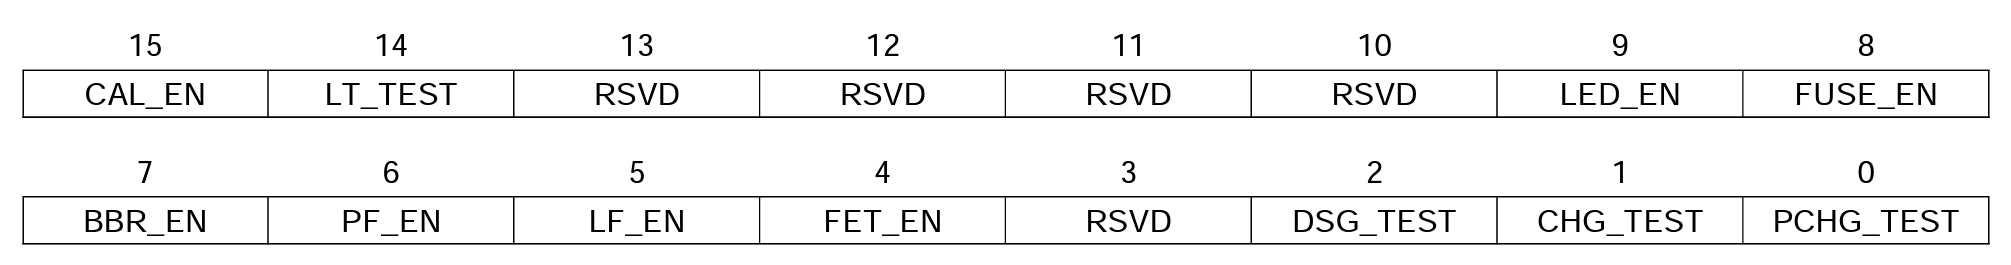 15 14 13 12 11 10 9 8
CAL_EN LT_TEST RSVD RSVD RSVD RSVD LED_EN FUSE_EN
7 6 5 4 3 2 1 0
BBR_EN PF_EN LF_EN FET_EN RSVD DSG_TEST CHG_TEST PCHG_TEST